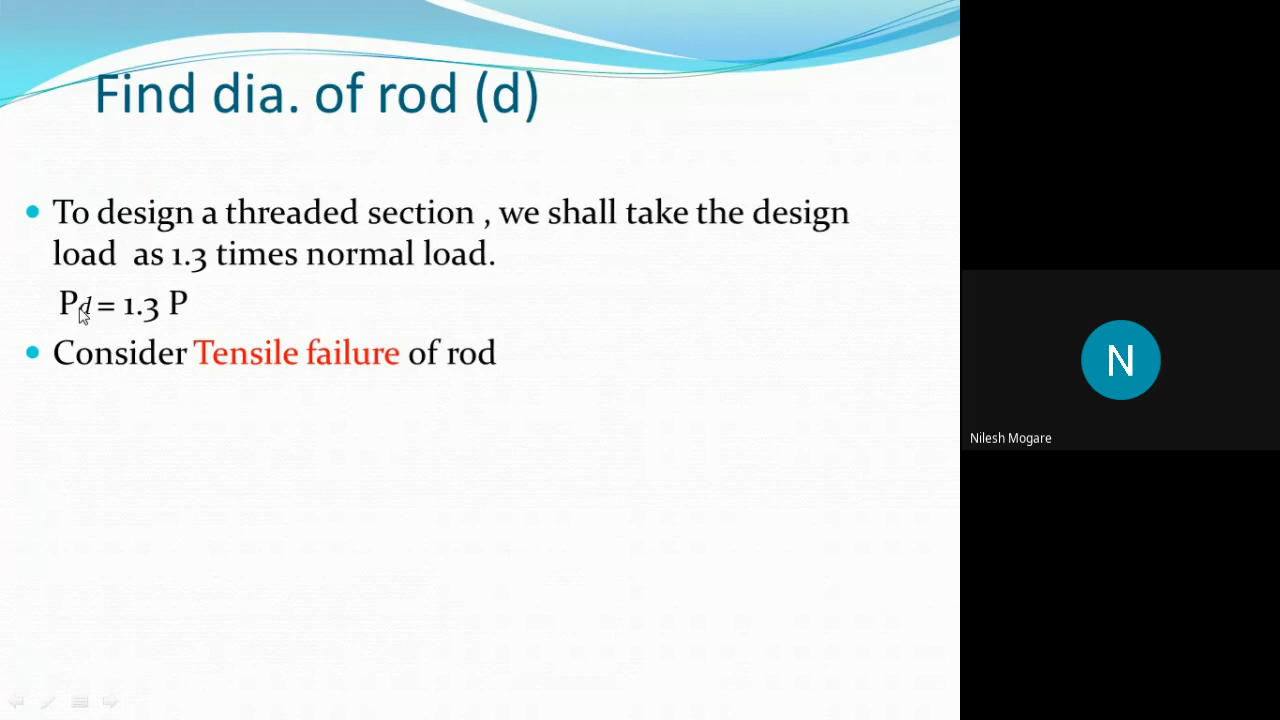 Find dia. of rod (d)
• To design a threaded section , we shall take the design
load as 1.3 times normal load.
Pd = 1.3 P
• Consider Tensile failure of rod
N
Nilesh Mogare